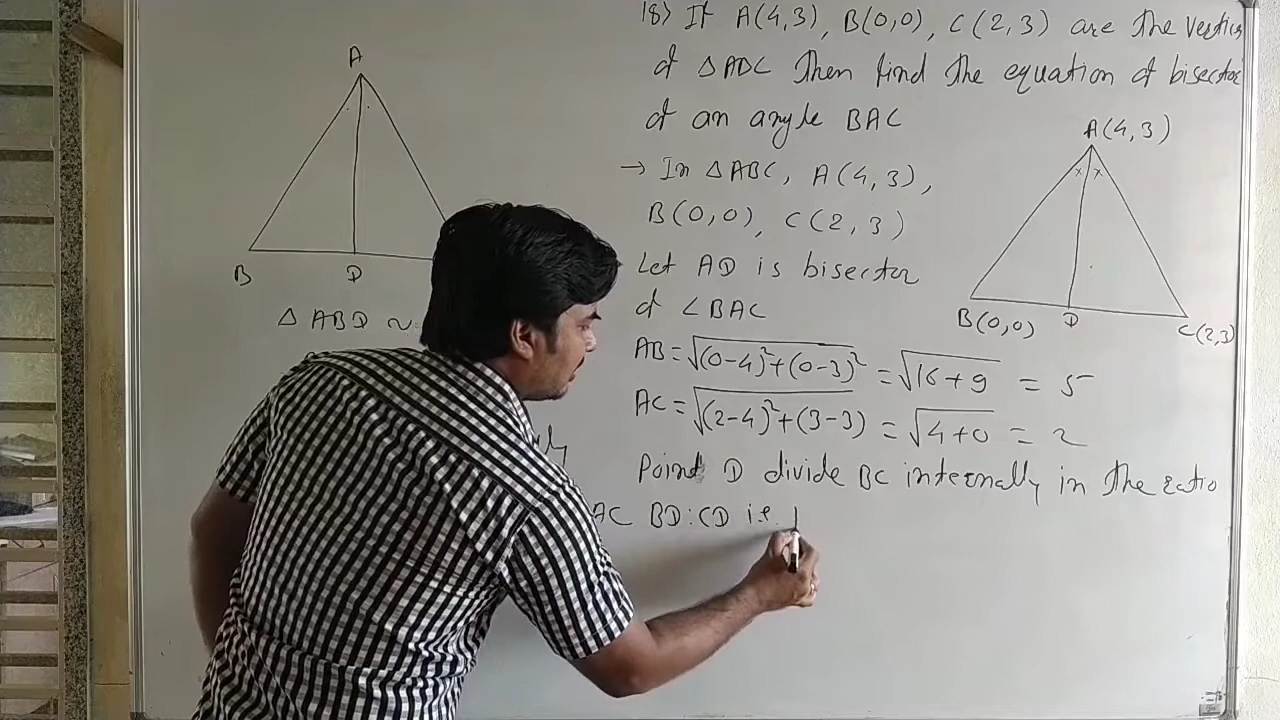 A
B
D
△ ABD ~
18) If A(4,3), B(0,0), C(2,3) are the vertices
of △ABC then find the equation of bisector
of an angle BAC
→ In △ABC, A(4,3),
B(0,0), C(2,3)
Let AD is bisector
of ∠BAC
A(4,3)
x x
B(0,0)
D
C(2,3)
AB = √(0-4)²+(0-3)² = √16+9 = 5
AC = √(2-4)²+(3-3) = √4+0 = 2
Point D divide BC internally in the ratio
AC
BD:CD i.e